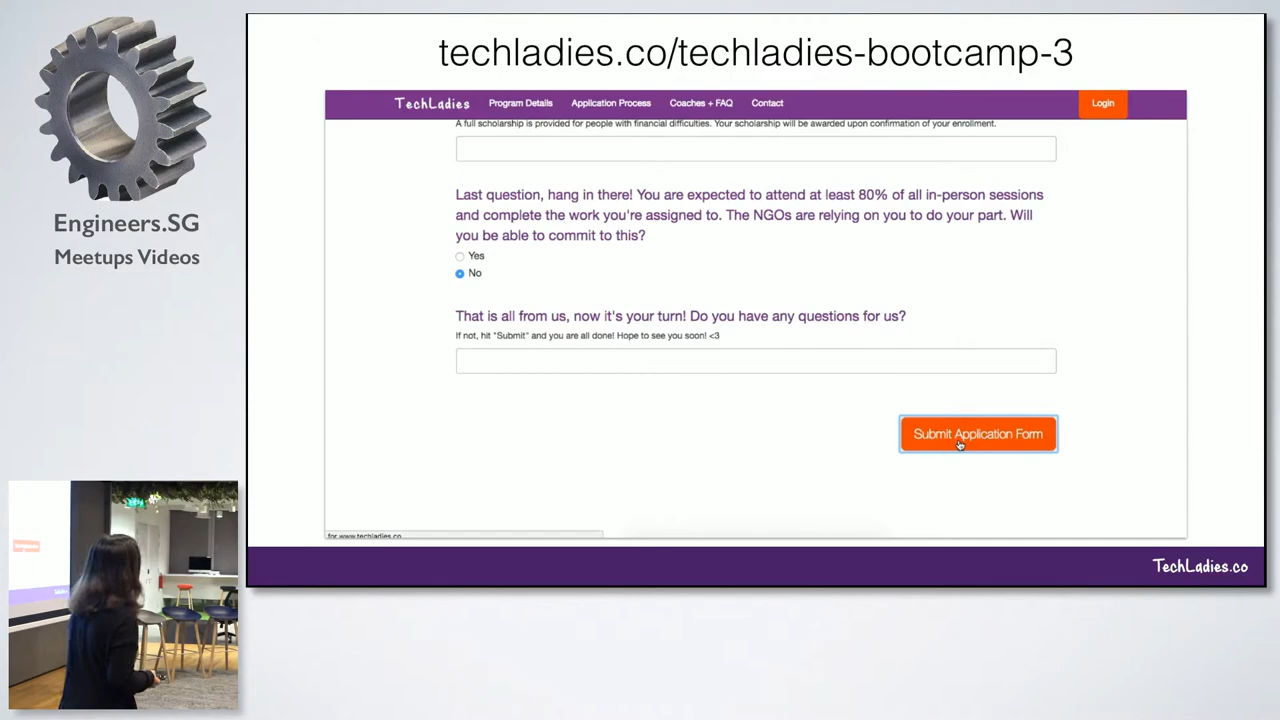 techladies.co/techladies-bootcamp-3
TechLadies Program Details Application Process Coaches + FAQ Contact Login
A full scholarship is provided for people with financial difficulties. Your scholarship will be awarded upon confirmation of your enrollment.
Last question, hang in there! You are expected to attend at least 80% of all in-person sessions
and complete the work you're assigned to. The NGOs are relying on you to do your part. Will
you be able to commit to this?
Yes
No
That is all from us, now it's your turn! Do you have any questions for us?
If not, hit "Submit" and you are all done! Hope to see you soon! <3
Submit Application Form
for www.techladies.co
TechLadies.co
Engineers.SG
Meetups Videos